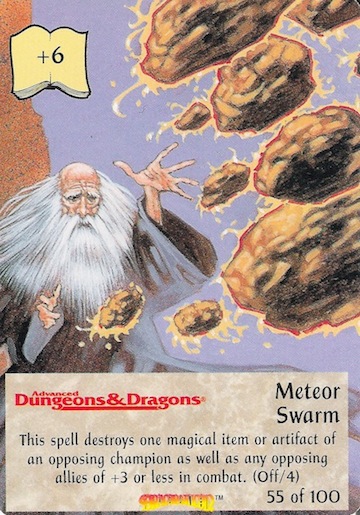 +6
Advanced
Dungeons & Dragons®
Meteor
Swarm
This spell destroys one magical item or artifact of
an opposing champion as well as any opposing
allies of +3 or less in combat. (Off/4)
™
55 of 100